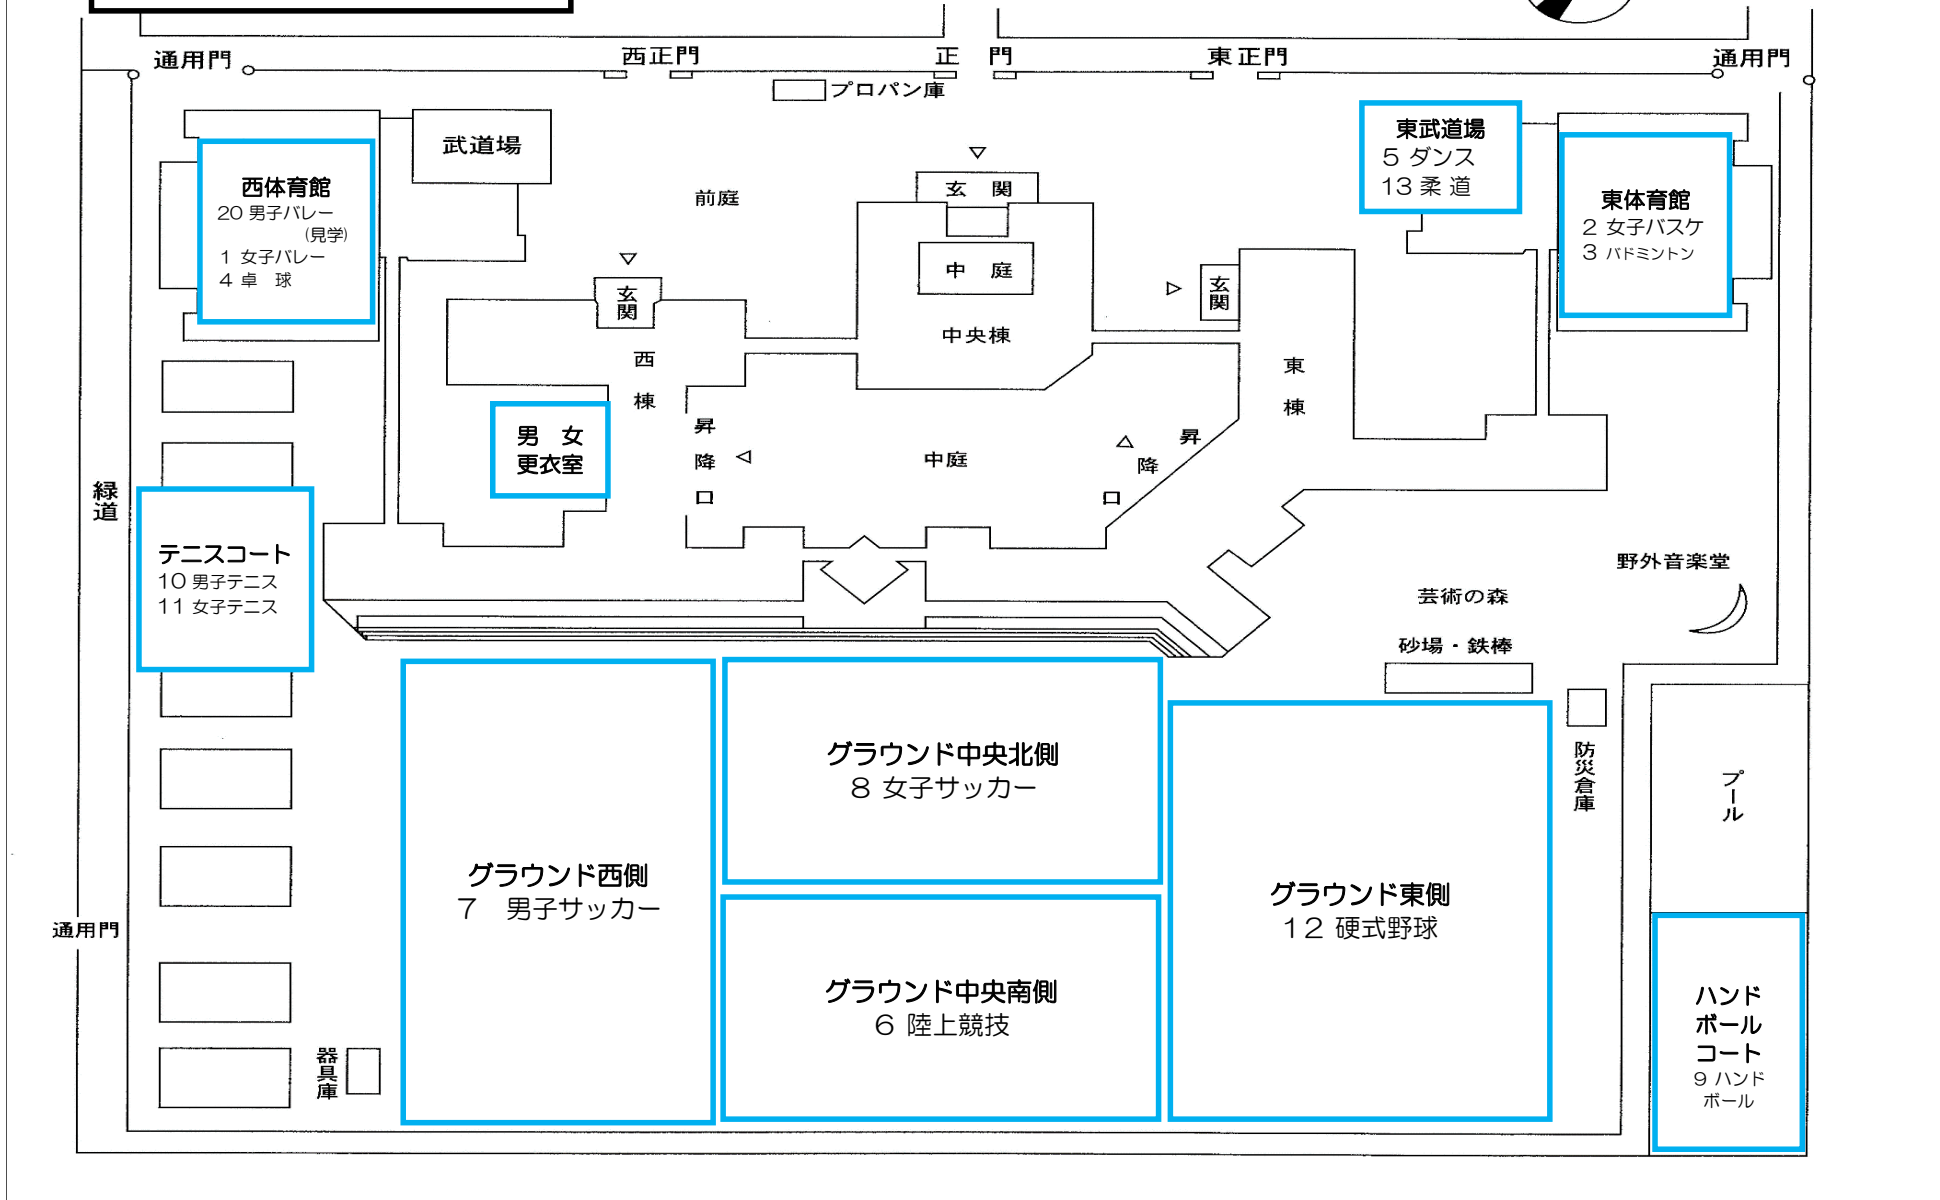 通用門
西正門
正 門
東正門
通用門
プロパン庫
武道場
東武道場
5 ダンス
13 柔 道
西体育館
20 男子バレー
(見学)
1 女子バレー
4 卓 球
前庭
玄 関
東体育館
2 女子バスケ
3 バドミントン
中 庭
玄関
玄関
中央棟
西棟
東棟
男 女
更衣室
昇降口
中庭
昇降口
緑道
テニスコート
10 男子テニス
11 女子テニス
野外音楽堂
芸術の森
砂場・鉄棒
防災倉庫
プール
グラウンド中央北側
8 女子サッカー
グラウンド西側
7 男子サッカー
グラウンド東側
12 硬式野球
通用門
グラウンド中央南側
6 陸上競技
ハンド
ボール
コート
9 ハンド
ボール
器具庫